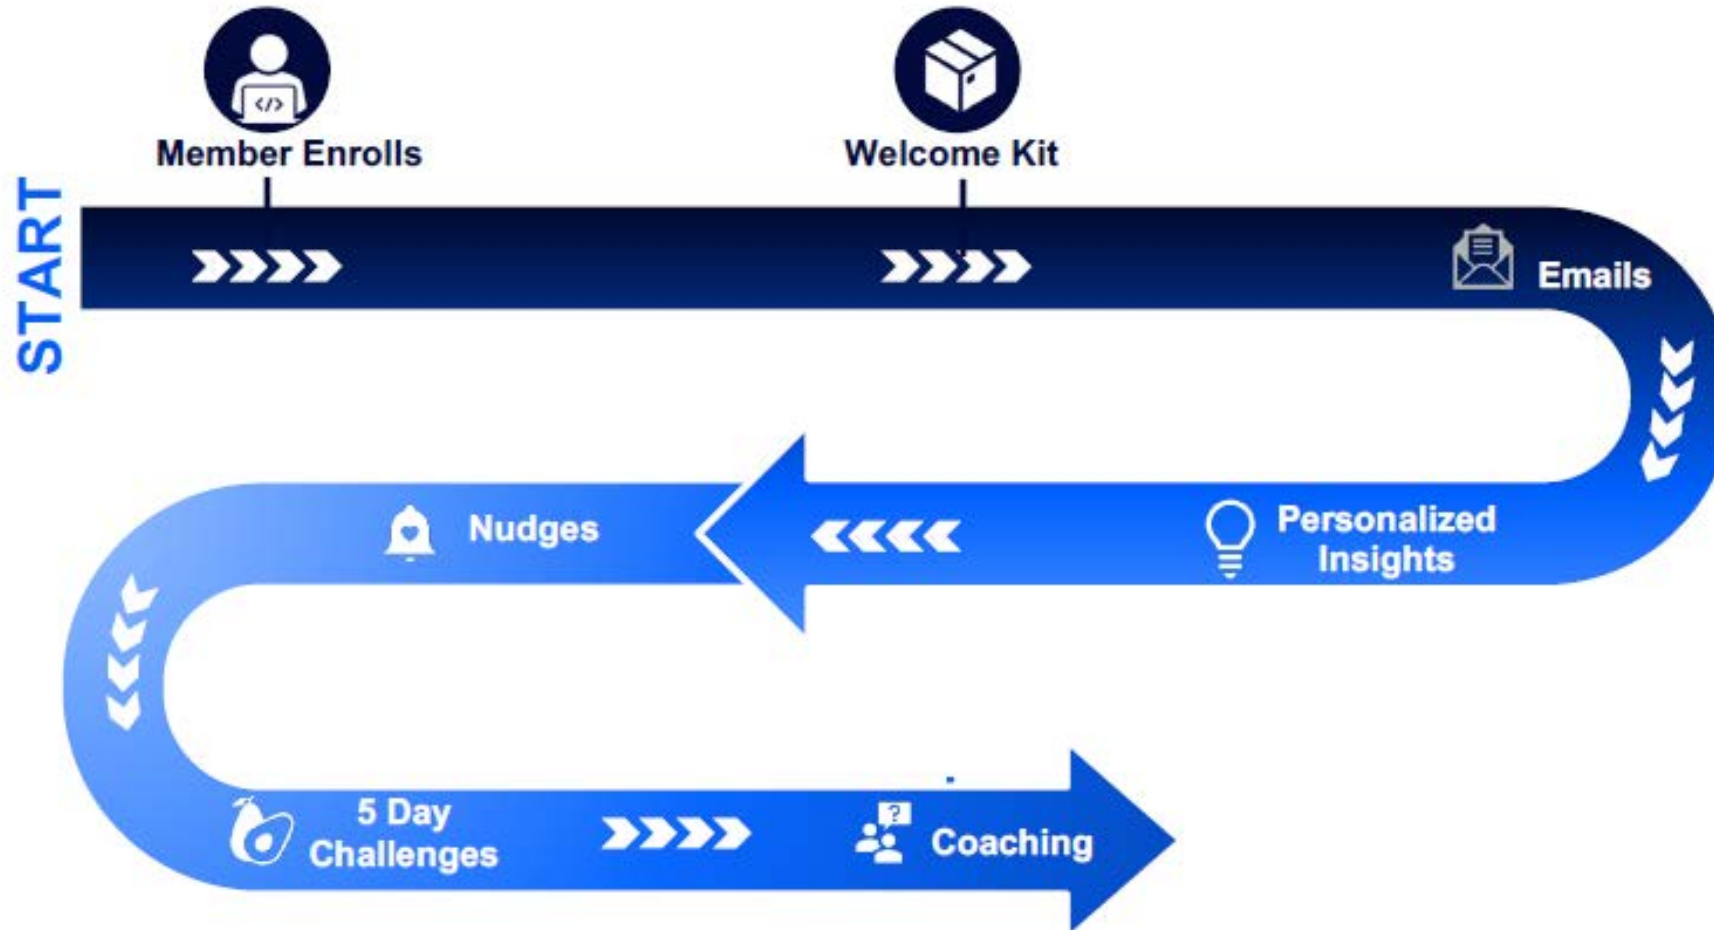 START
Member Enrolls
</>
Welcome Kit
Emails
Personalized
Insights
Nudges
5 Day
Challenges
?
Coaching